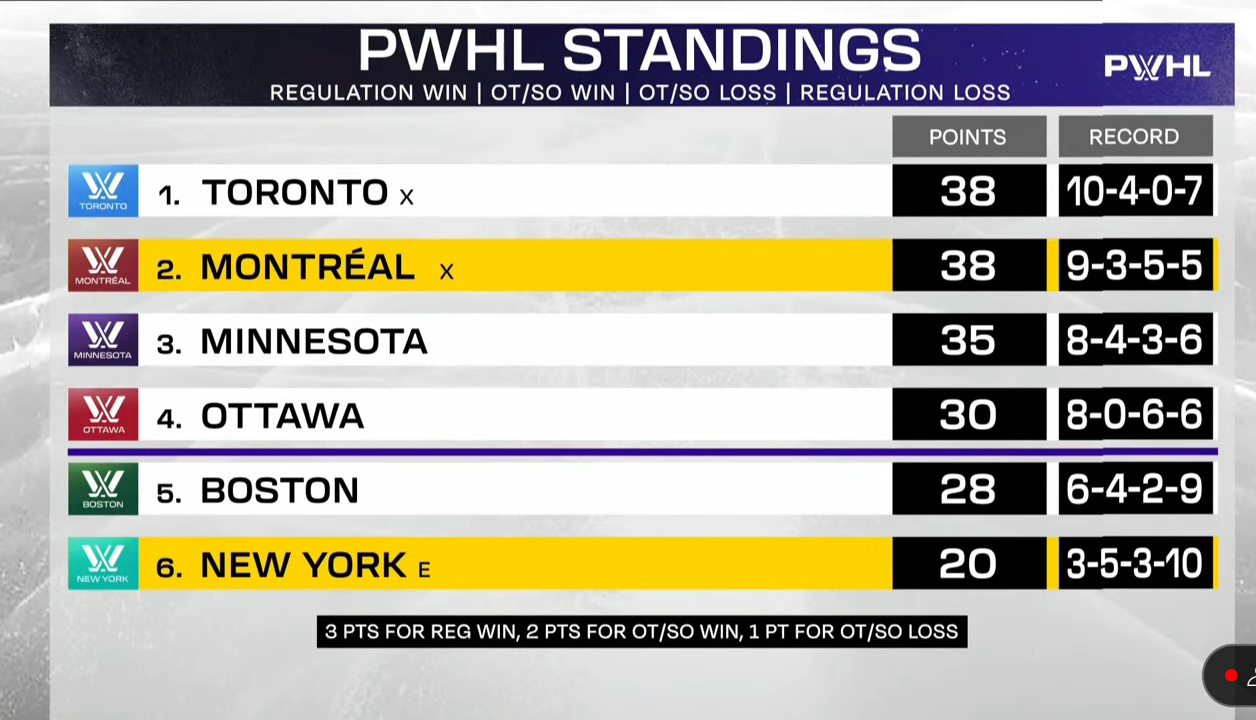 PWHL STANDINGS
PWHL
REGULATION WIN | OT/SO WIN | OT/SO LOSS | REGULATION LOSS
POINTS RECORD
TORONTO 1. TORONTO X 38 10-4-0-7
MONTRÉAL 2. MONTRÉAL X 38 9-3-5-5
MINNESOTA 3. MINNESOTA 35 8-4-3-6
OTTAWA 4. OTTAWA 30 8-0-6-6
BOSTON 5. BOSTON 28 6-4-2-9
NEW YORK 6. NEW YORK E 20 3-5-3-10
3 PTS FOR REG WIN, 2 PTS FOR OT/SO WIN, 1 PT FOR OT/SO LOSS